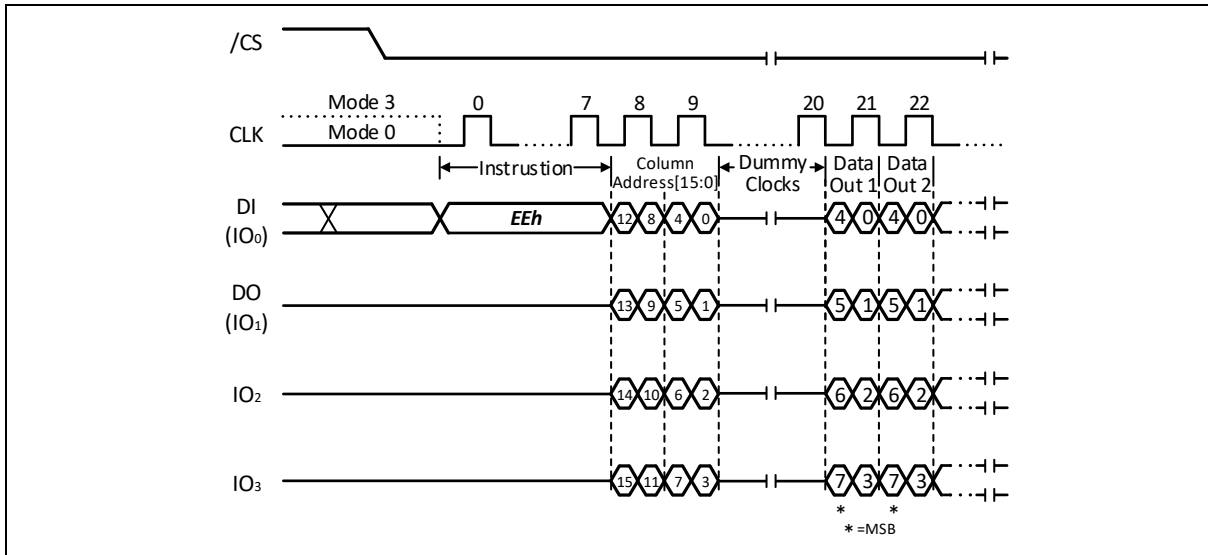 /CS
Mode 3
0 7 8 9 20 21 22
CLK
Mode 0
Instrustion
Column
Address[15:0]
Dummy
Clocks
Data
Out 1
Data
Out 2
DI
(IO0)
EEh
12 8 4 0
4 0 4 0
DO
(IO1)
13 9 5 1
5 1 5 1
IO2
14 10 6 2
6 2 6 2
IO3
15 11 7 3
7 3 7 3
* *
* =MSB